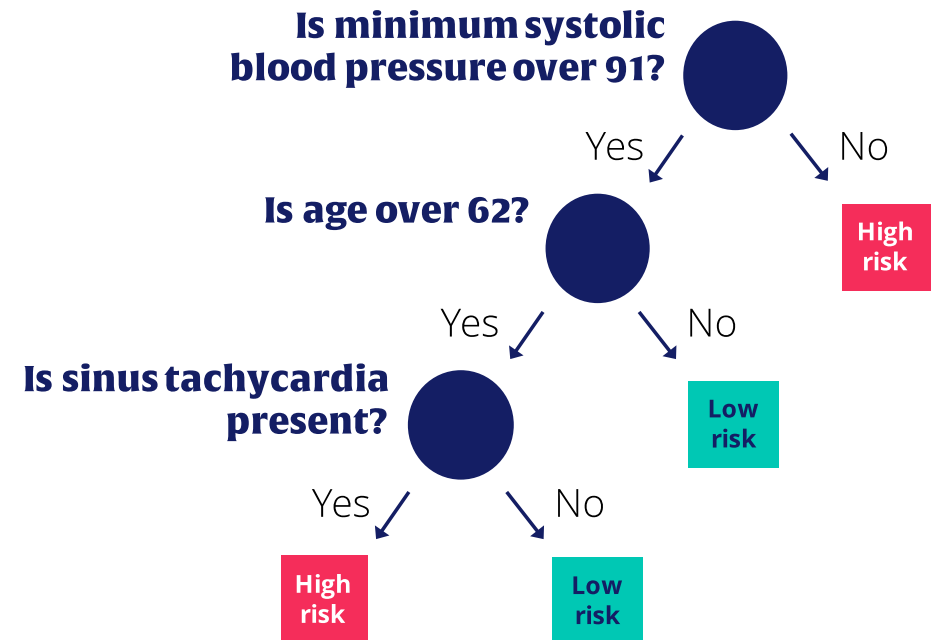 Is minimum systolic
blood pressure over 91?
Yes
No
Is age over 62?
High
risk
Yes
No
Is sinus tachycardia
present?
Low
risk
Yes
No
High
risk
Low
risk